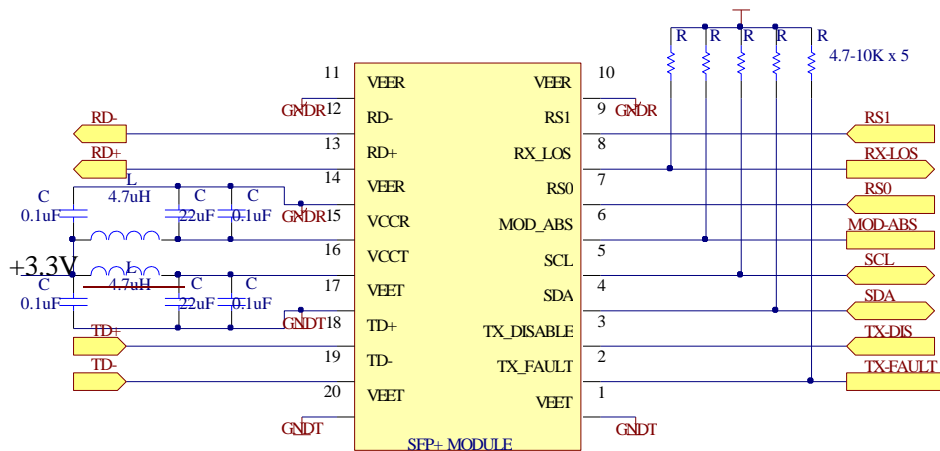 R R R R R
4.7-10K x 5
11 VEER VEER 10
GNDR GNDR
RD- 12 RD- RS1 9 RS1
RD+ 13 RD+ RX_LOS 8 RX-LOS
L
4.7uH
14 VEER RS0 7 RS0
C C C
0.1uF 22uF 0.1uF
GNDR
15 VCCR MOD_ABS 6 MOD-ABS
16 VCCT SCL 5 SCL
+3.3V
L
4.7uH
C C C
0.1uF 22uF 0.1uF
17 VEET SDA 4 SDA
GNDT
TD+ 18 TD+ TX_DISABLE 3 TX-DIS
TD- 19 TD- TX_FAULT 2 TX-FAULT
20 VEET VEET 1
GNDT GNDT
SFP+ MODULE